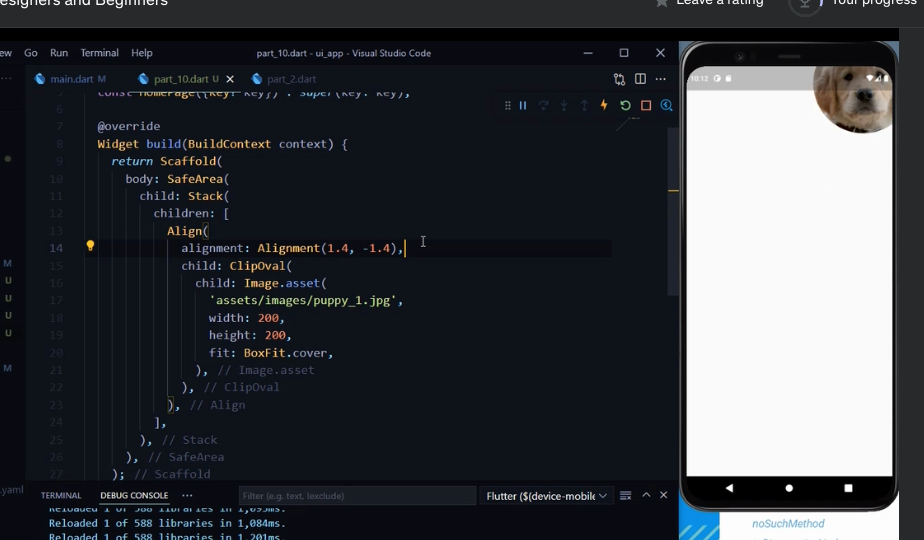 esigners and Beginners
Leave a rating
Your progress
ew Go Run Terminal Help
part_10.dart - ui_app - Visual Studio Code
main.dart M
part_10.dart U
part_2.dart
const HomePage({Key? key}) : super(key: key);
6
7 @override
8 Widget build(BuildContext context) {
9 return Scaffold(
10 body: SafeArea(
11 child: Stack(
12 children: [
13 Align(
14 alignment: Alignment(1.4, -1.4),
15 child: ClipOval(
16 child: Image.asset(
17 'assets/images/puppy_1.jpg',
18 width: 200,
19 height: 200,
20 fit: BoxFit.cover,
21 ), // Image.asset
22 ), // ClipOval
23 ), // Align
24 ],
25 ), // Stack
26 ), // SafeArea
27 ); // Scaffold
M
U
U
U
U
M
.yaml
10:12
TERMINAL
DEBUG CONSOLE
Filter (e.g. text, !exclude)
Flutter ($(device-mobile
Reloaded 1 of 588 libraries in 1,095ms.
Reloaded 1 of 588 libraries in 1,084ms.
Reloaded 1 of 588 libraries in 1,201ms.
noSuchMethod